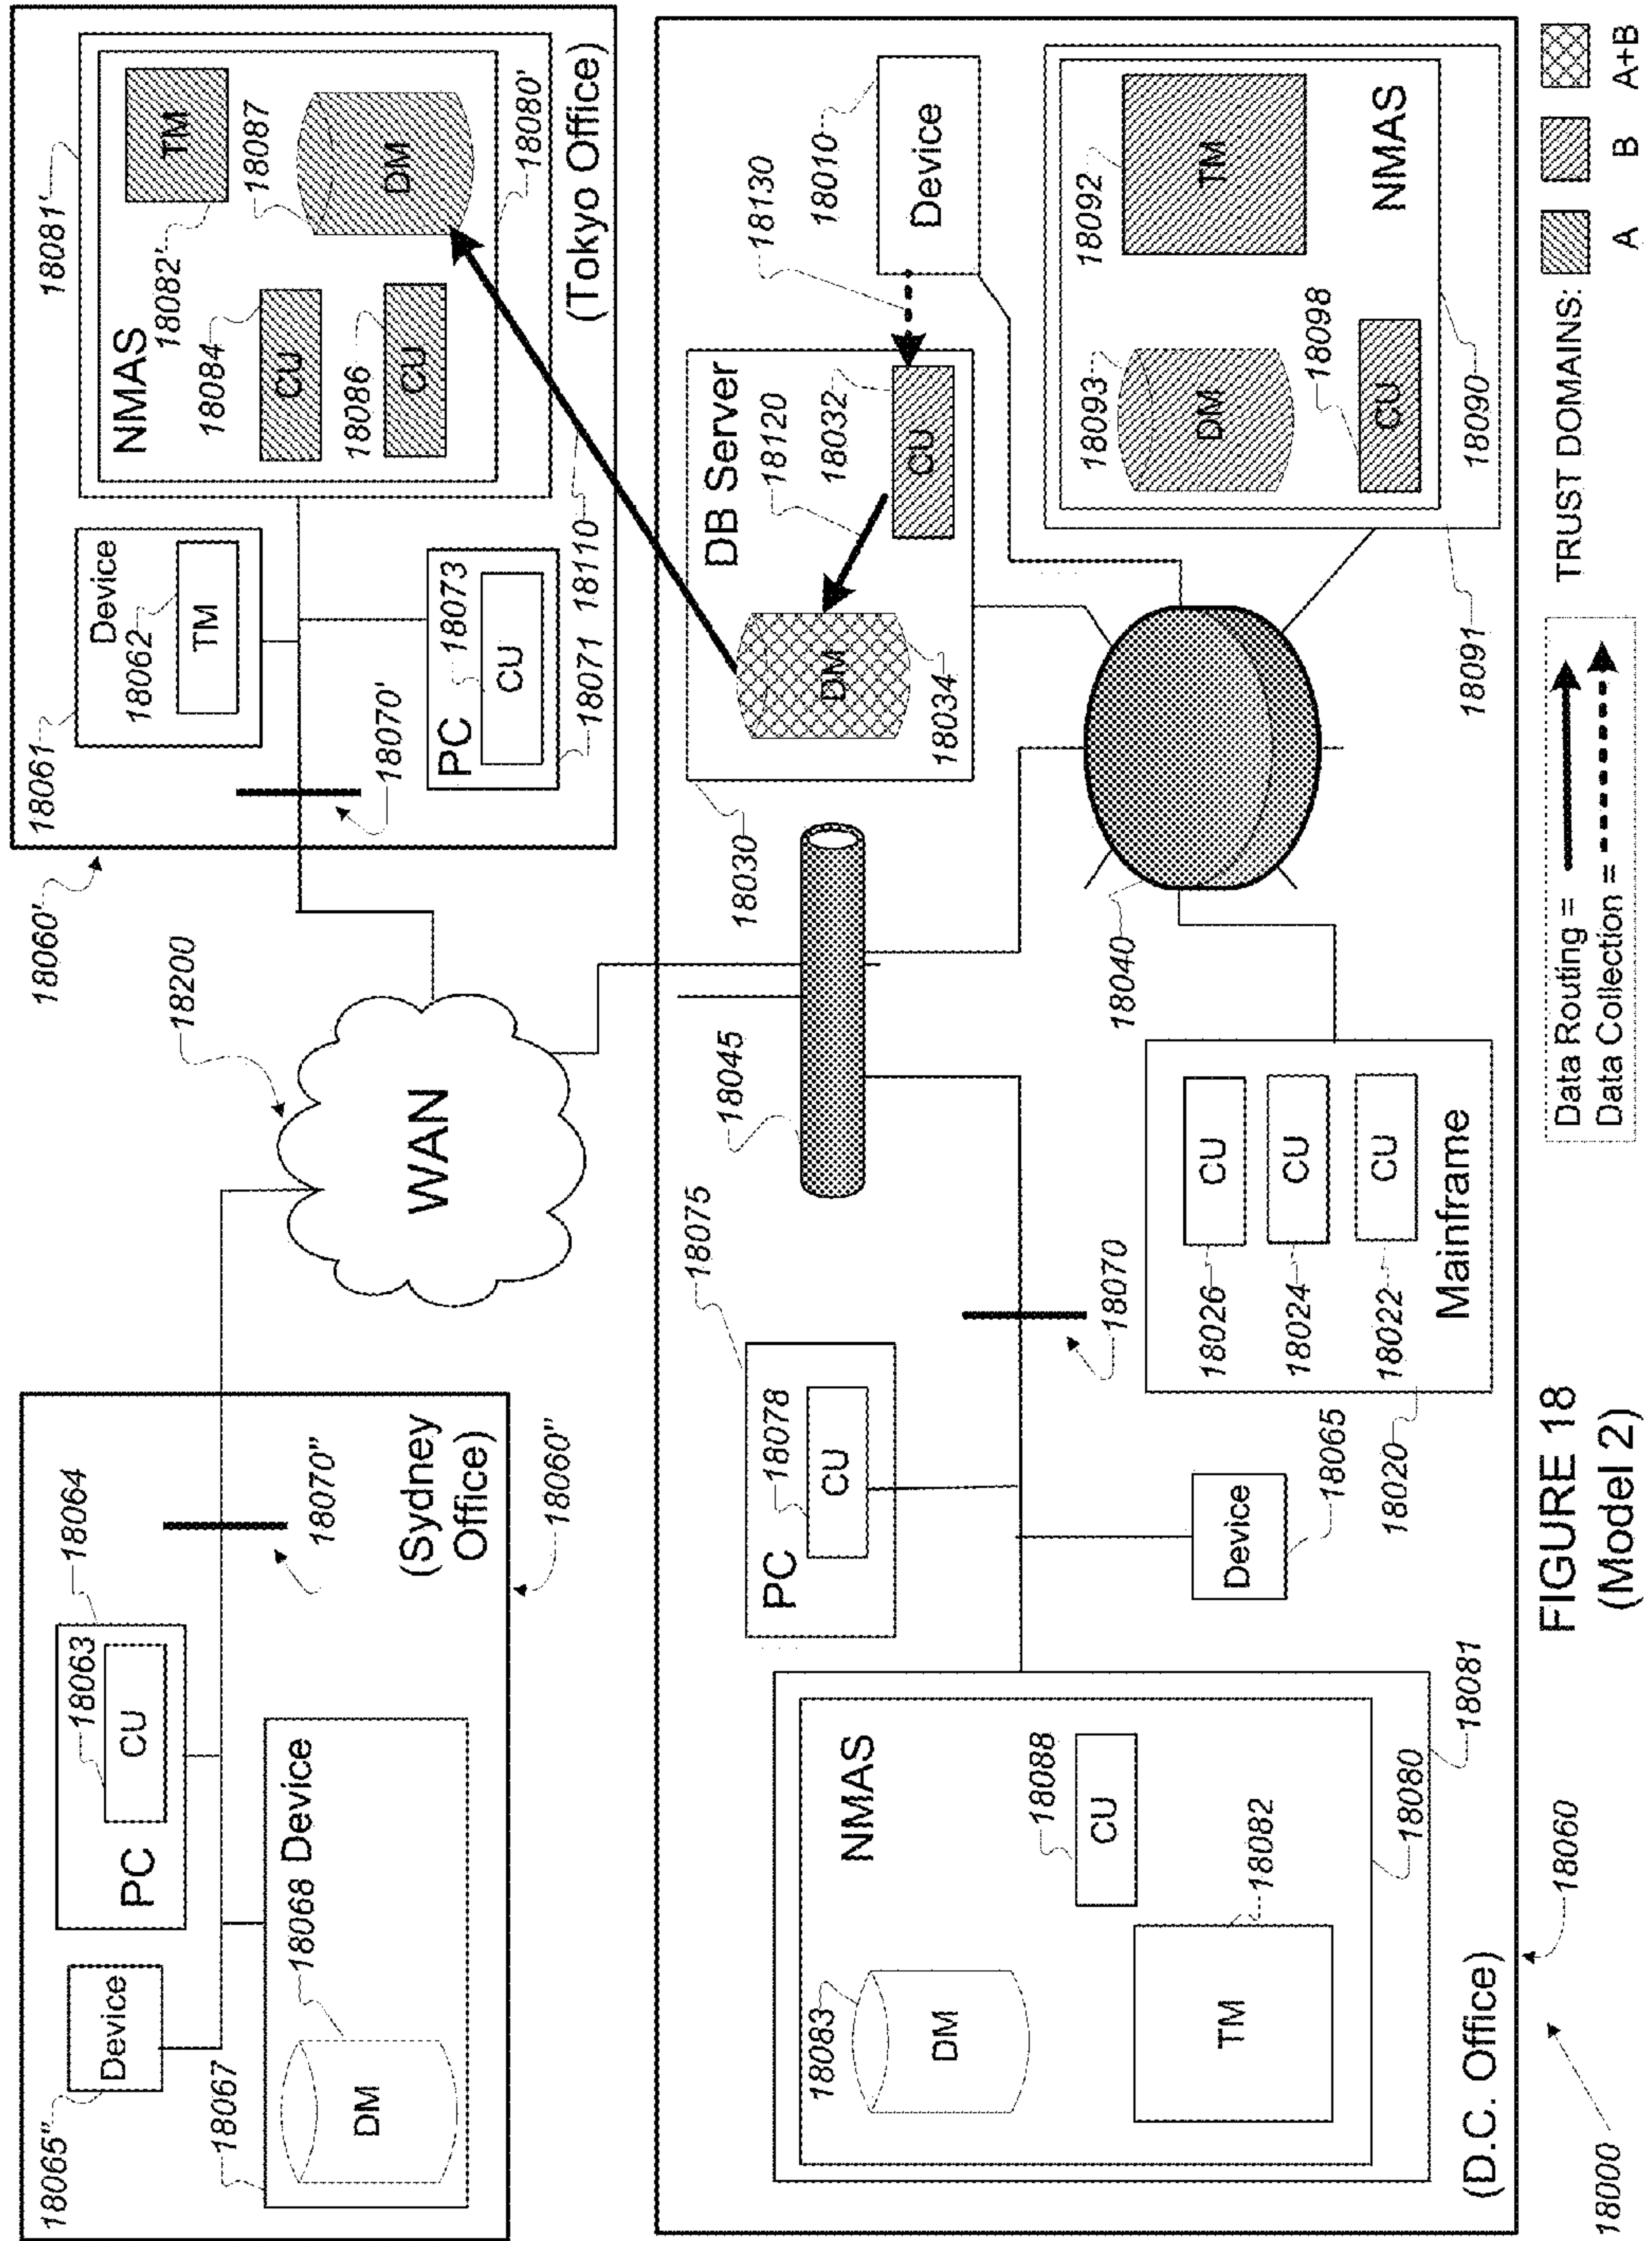 18065"
Device
18063
CU
PC
18064
18067
18068
Device
DM
18070"
(Sydney
Office)
18060"
18200
WAN
18060'
18061
Device
18062
TM
18070'
PC
18073
CU
18071
18110
18081'
NMAS
18082'
TM
18084
CU
18087
18086
CU
DM
18080'
(Tokyo Office)
18075
PC
18078
CU
18045
18030
DB Server
18120
DM
18032
CU
18034
18130
18010
Device
NMAS
18083
DM
18088
CU
TM
18082
18080
18081
18070
Device
18065
18020
18026
CU
18024
CU
18022
CU
Mainframe
18040
18093
DM
18092
TM
18098
CU
NMAS
18090
18091
(D.C. Office)
18060
18000
FIGURE 18
(Model 2)
Data Routing =
Data Collection =
TRUST DOMAINS:
A
B
A+B